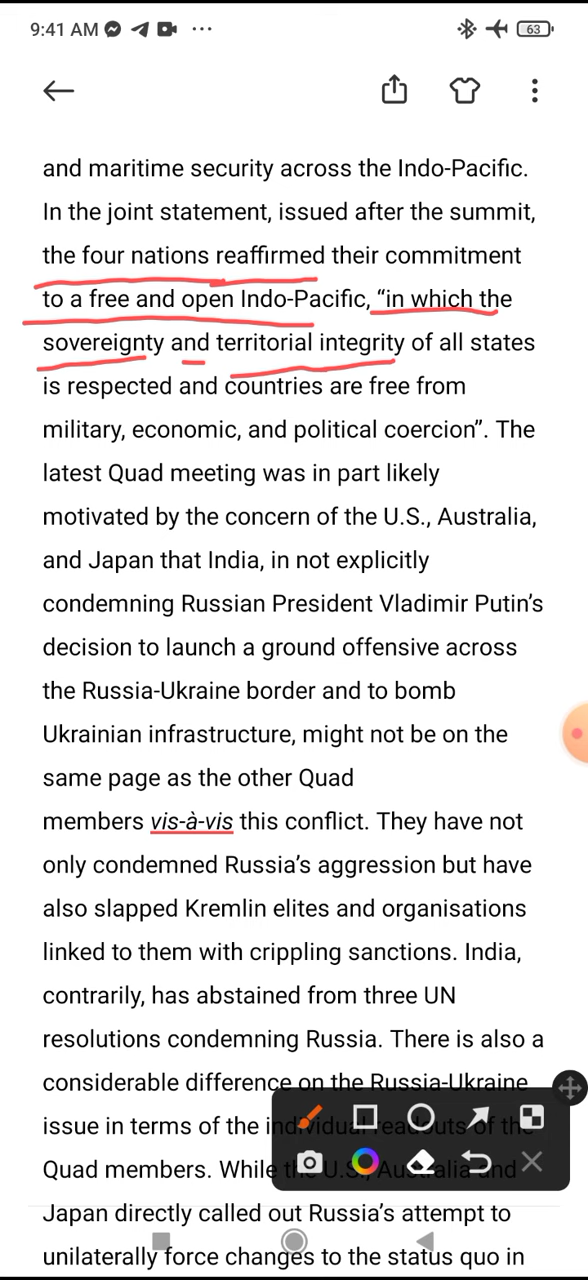 9:41 AM
63
and maritime security across the Indo-Pacific.
In the joint statement, issued after the summit,
the four nations reaffirmed their commitment
to a free and open Indo-Pacific, “in which the
sovereignty and territorial integrity of all states
is respected and countries are free from
military, economic, and political coercion”. The
latest Quad meeting was in part likely
motivated by the concern of the U.S., Australia,
and Japan that India, in not explicitly
condemning Russian President Vladimir Putin’s
decision to launch a ground offensive across
the Russia-Ukraine border and to bomb
Ukrainian infrastructure, might not be on the
same page as the other Quad
members vis-à-vis this conflict. They have not
only condemned Russia’s aggression but have
also slapped Kremlin elites and organisations
linked to them with crippling sanctions. India,
contrarily, has abstained from three UN
resolutions condemning Russia. There is also a
considerable difference on the Russia-Ukraine
issue in terms of the individual readouts of the
Quad members. While the U.S., Australia and
Japan directly called out Russia’s attempt to
unilaterally force changes to the status quo in